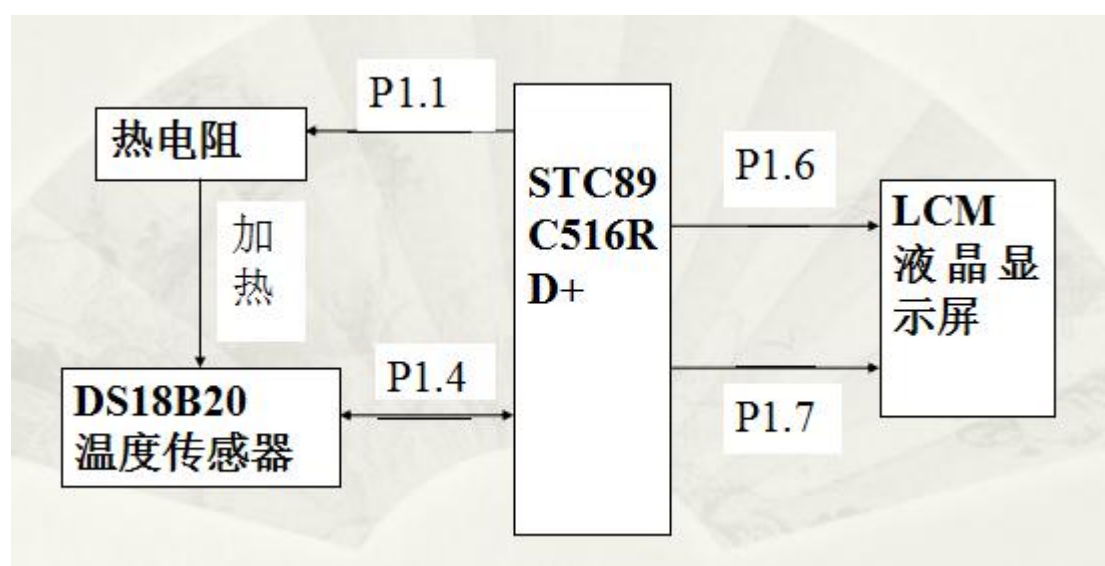 P1.1
热电阻
STC89
C516R
D+
P1.6
LCM
液晶显
示屏
加
热
P1.4
DS18B20
温度传感器
P1.7